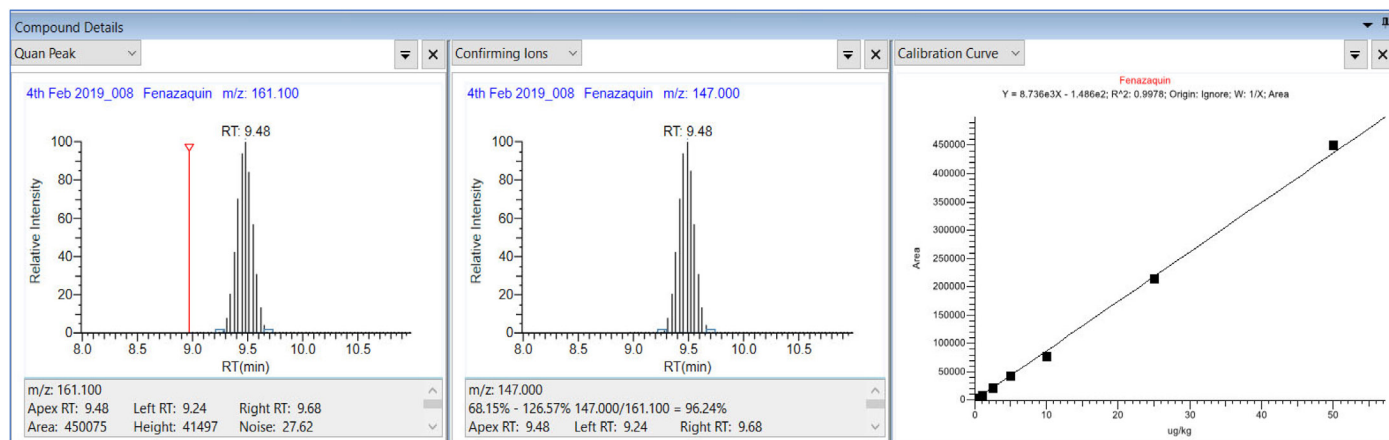 Compound Details
Quan Peak
4th Feb 2019_008 Fenazaquin m/z: 161.100
RT: 9.48
100
80
60
40
20
0
Relative Intensity
8.0 8.5 9.0 9.5 10.0 10.5
RT(min)
m/z: 161.100
Apex RT: 9.48 Left RT: 9.24 Right RT: 9.68
Area: 450075 Height: 41497 Noise: 27.62
Confirming Ions
4th Feb 2019_008 Fenazaquin m/z: 147.000
RT: 9.48
100
80
60
40
20
0
Relative Intensity
8.0 8.5 9.0 9.5 10.0 10.5
RT(min)
m/z: 147.000
68.15% - 126.57% 147.000/161.100 = 96.24%
Apex RT: 9.48 Left RT: 9.24 Right RT: 9.68
Calibration Curve
Fenazaquin
Y = 8.736e3X - 1.486e2; R^2: 0.9978; Origin: Ignore; W: 1/X; Area
450000
400000
350000
300000
250000
200000
150000
100000
50000
0
Area
0 10 20 30 40 50
ug/kg